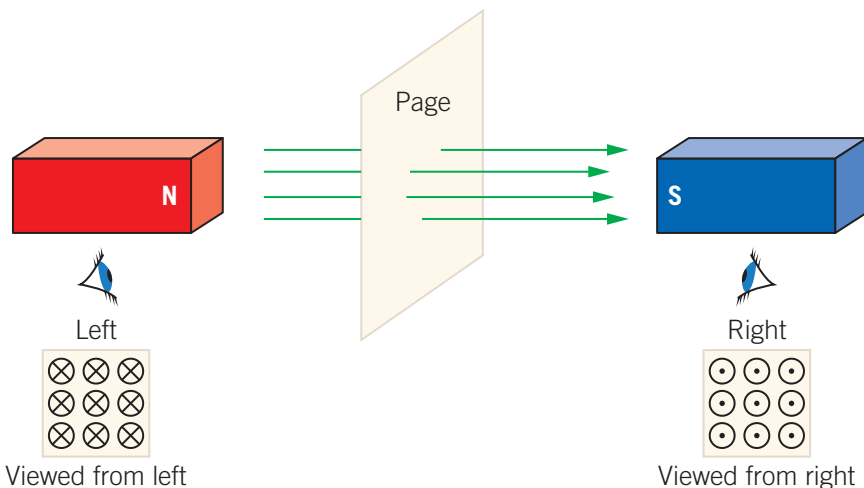 Page
N
S
Left
Right
Viewed from left
Viewed from right